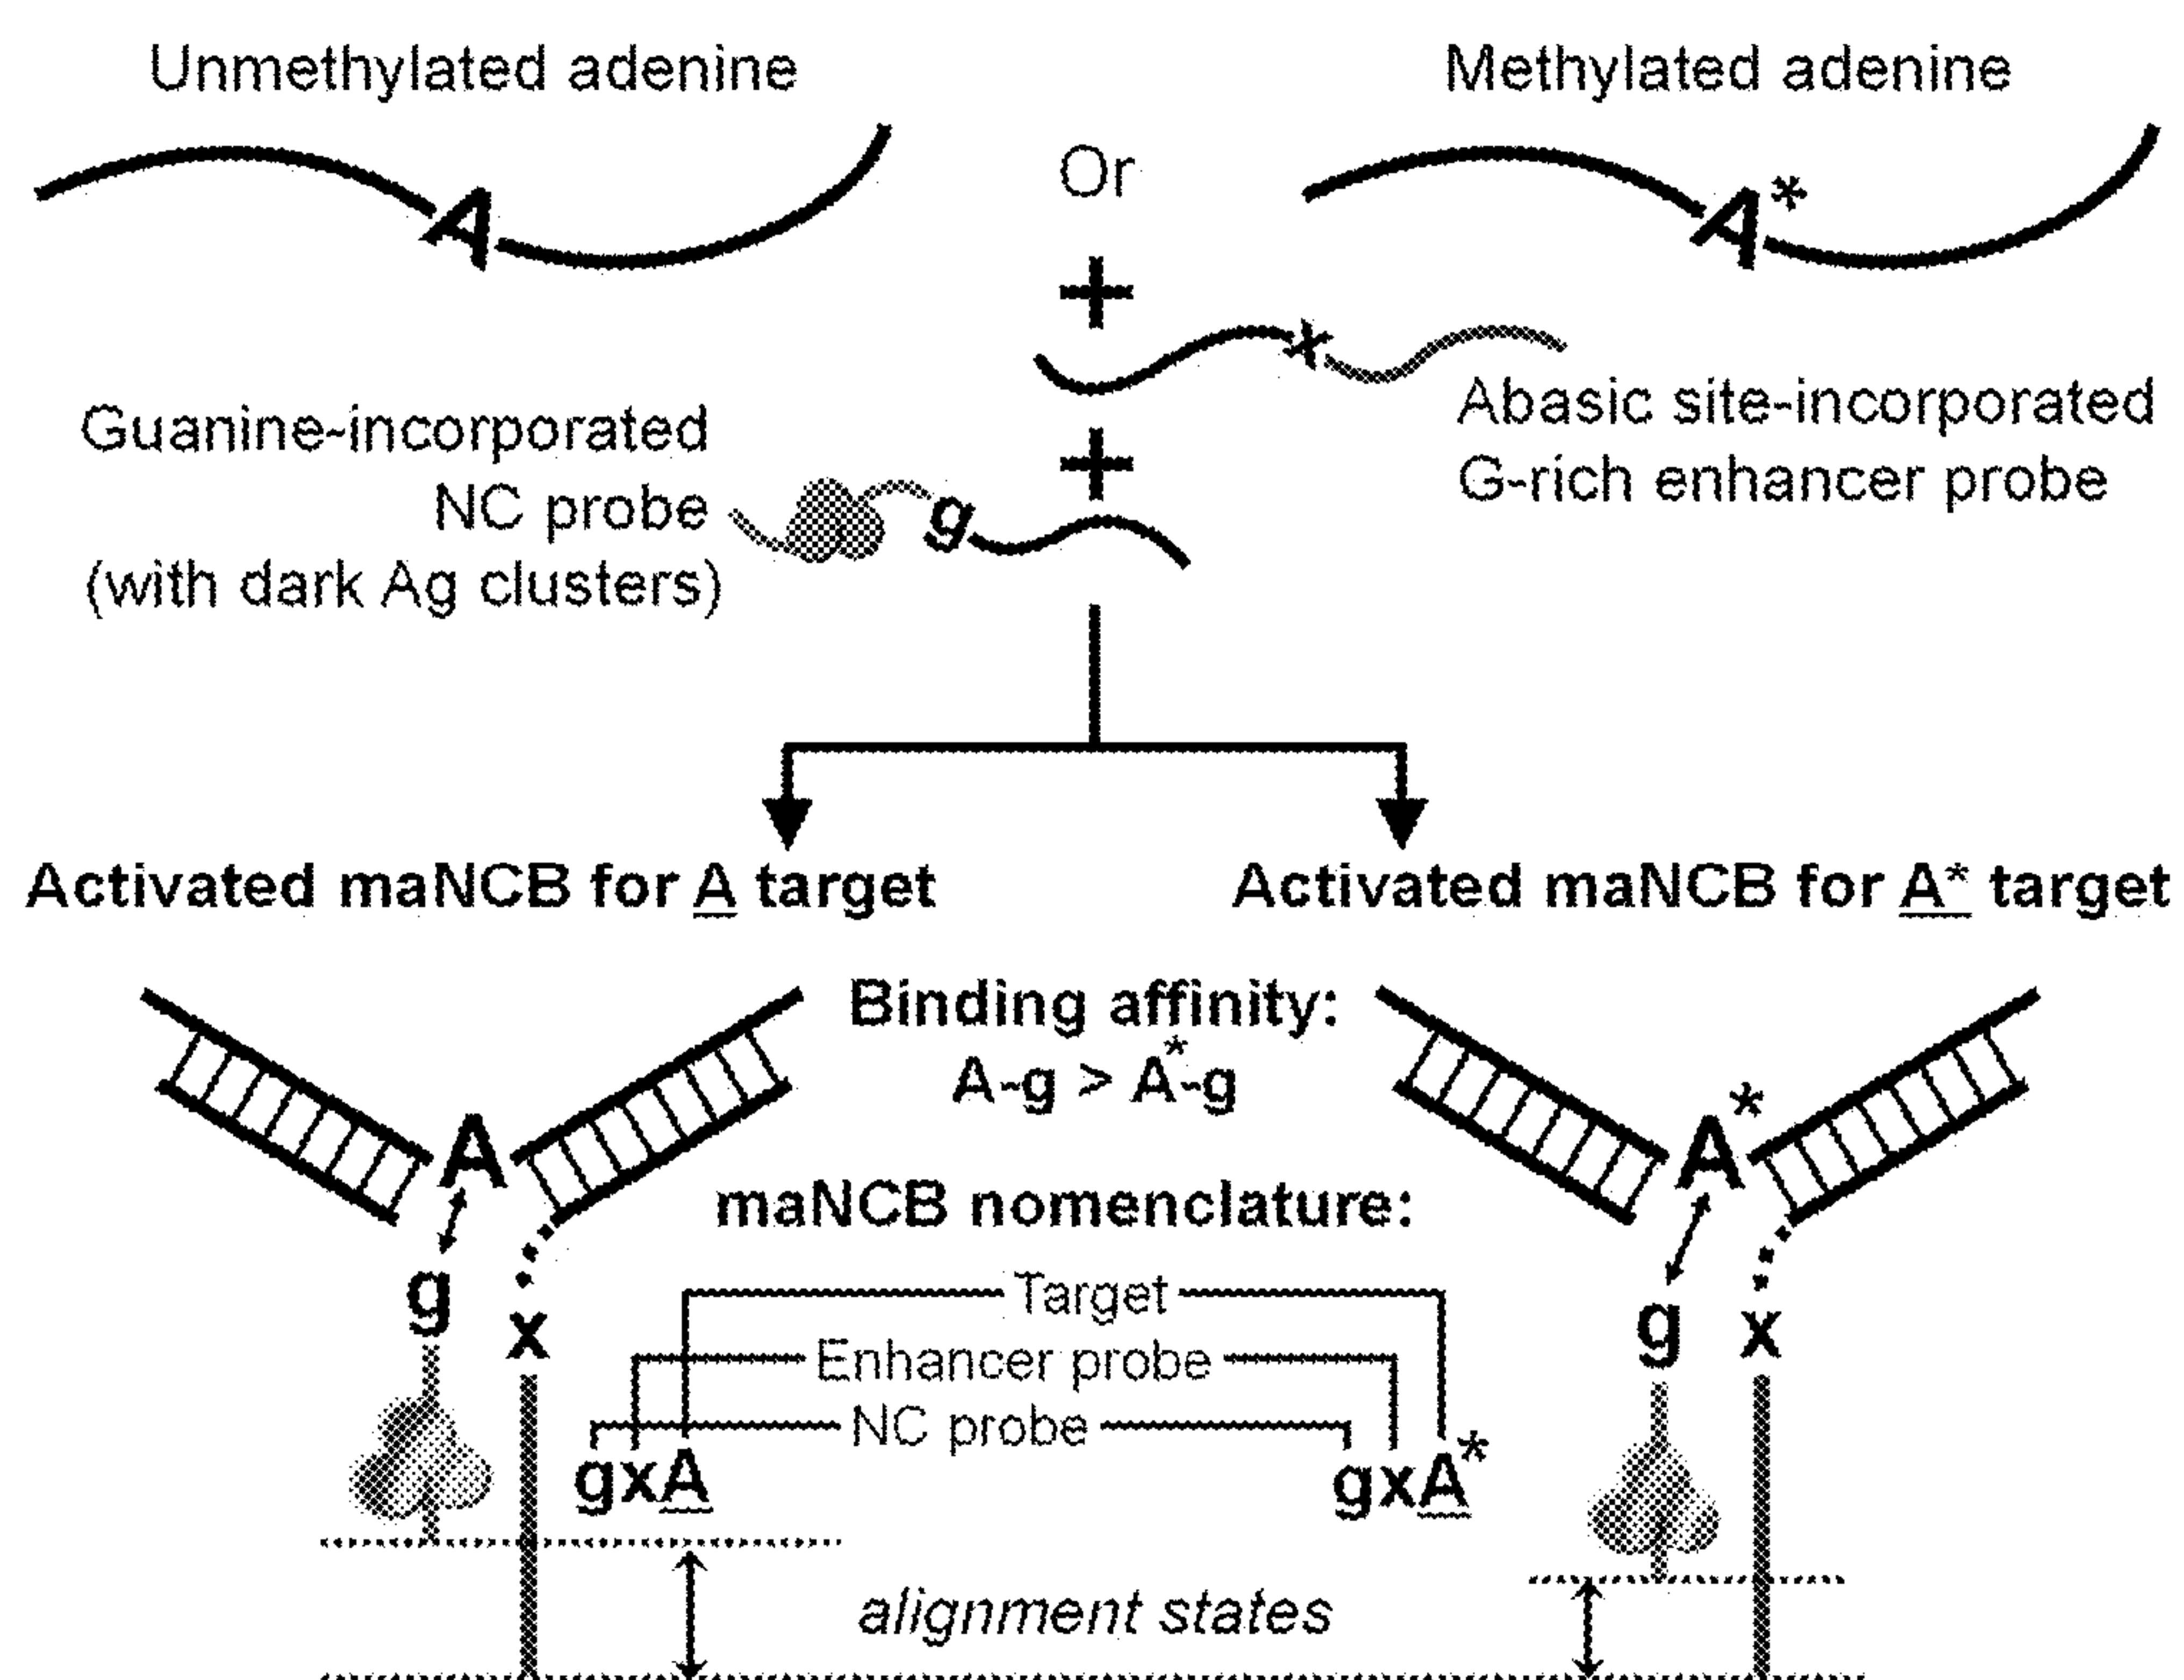 Unmethylated adenine
Or
Methylated adenine
A
A*
+
x
Abasic site-incorporated
G-rich enhancer probe
+
Guanine-incorporated
NC probe
(with dark Ag clusters)
g
Activated maNCB for A target
Activated maNCB for A* target
Binding affinity:
A-g > A*-g
A
A*
maNCB nomenclature:
g
x
g
x
Target
Enhancer probe
NC probe
gxA
gxA*
alignment states